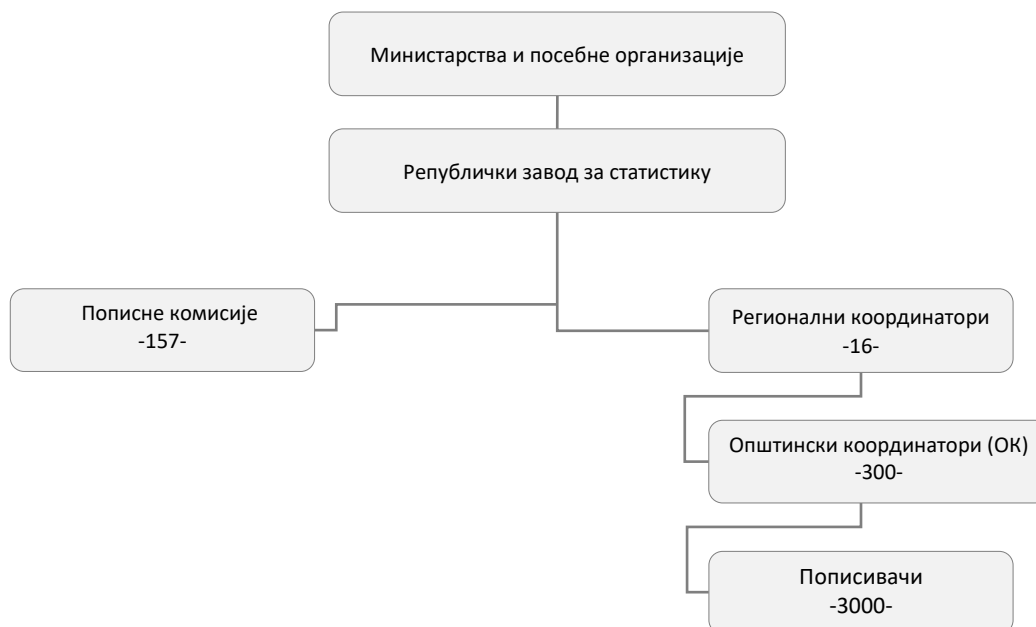 Министарства и посебне организације
Републички завод за статистику
Пописне комисије
-157-
Регионални координатори
-16-
Општински координатори (ОК)
-300-
Пописивачи
-3000-